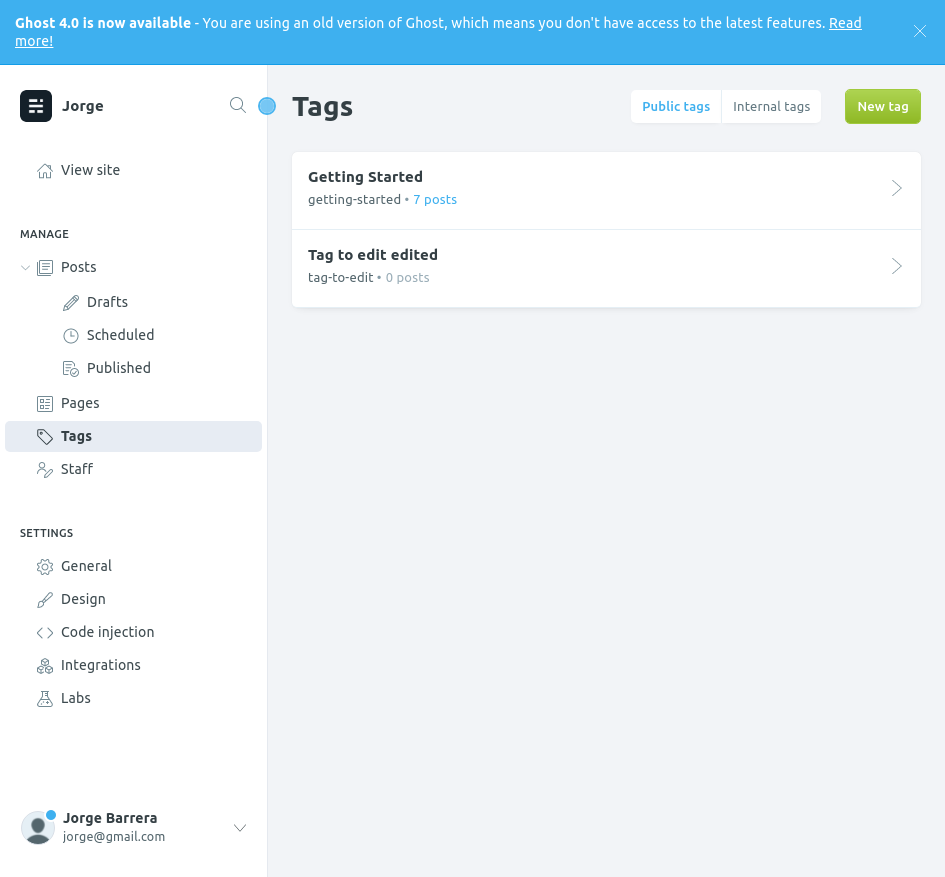 Ghost 4.0 is now available - You are using an old version of Ghost, which means you don't have access to the latest features. Read
more!
Jorge
Tags
Public tags
Internal tags
New tag
View site
Getting Started
getting-started • 7 posts
MANAGE
Tag to edit edited
tag-to-edit • 0 posts
Posts
Drafts
Scheduled
Published
Pages
Tags
Staff
SETTINGS
General
Design
Code injection
Integrations
Labs
Jorge Barrera
jorge@gmail.com